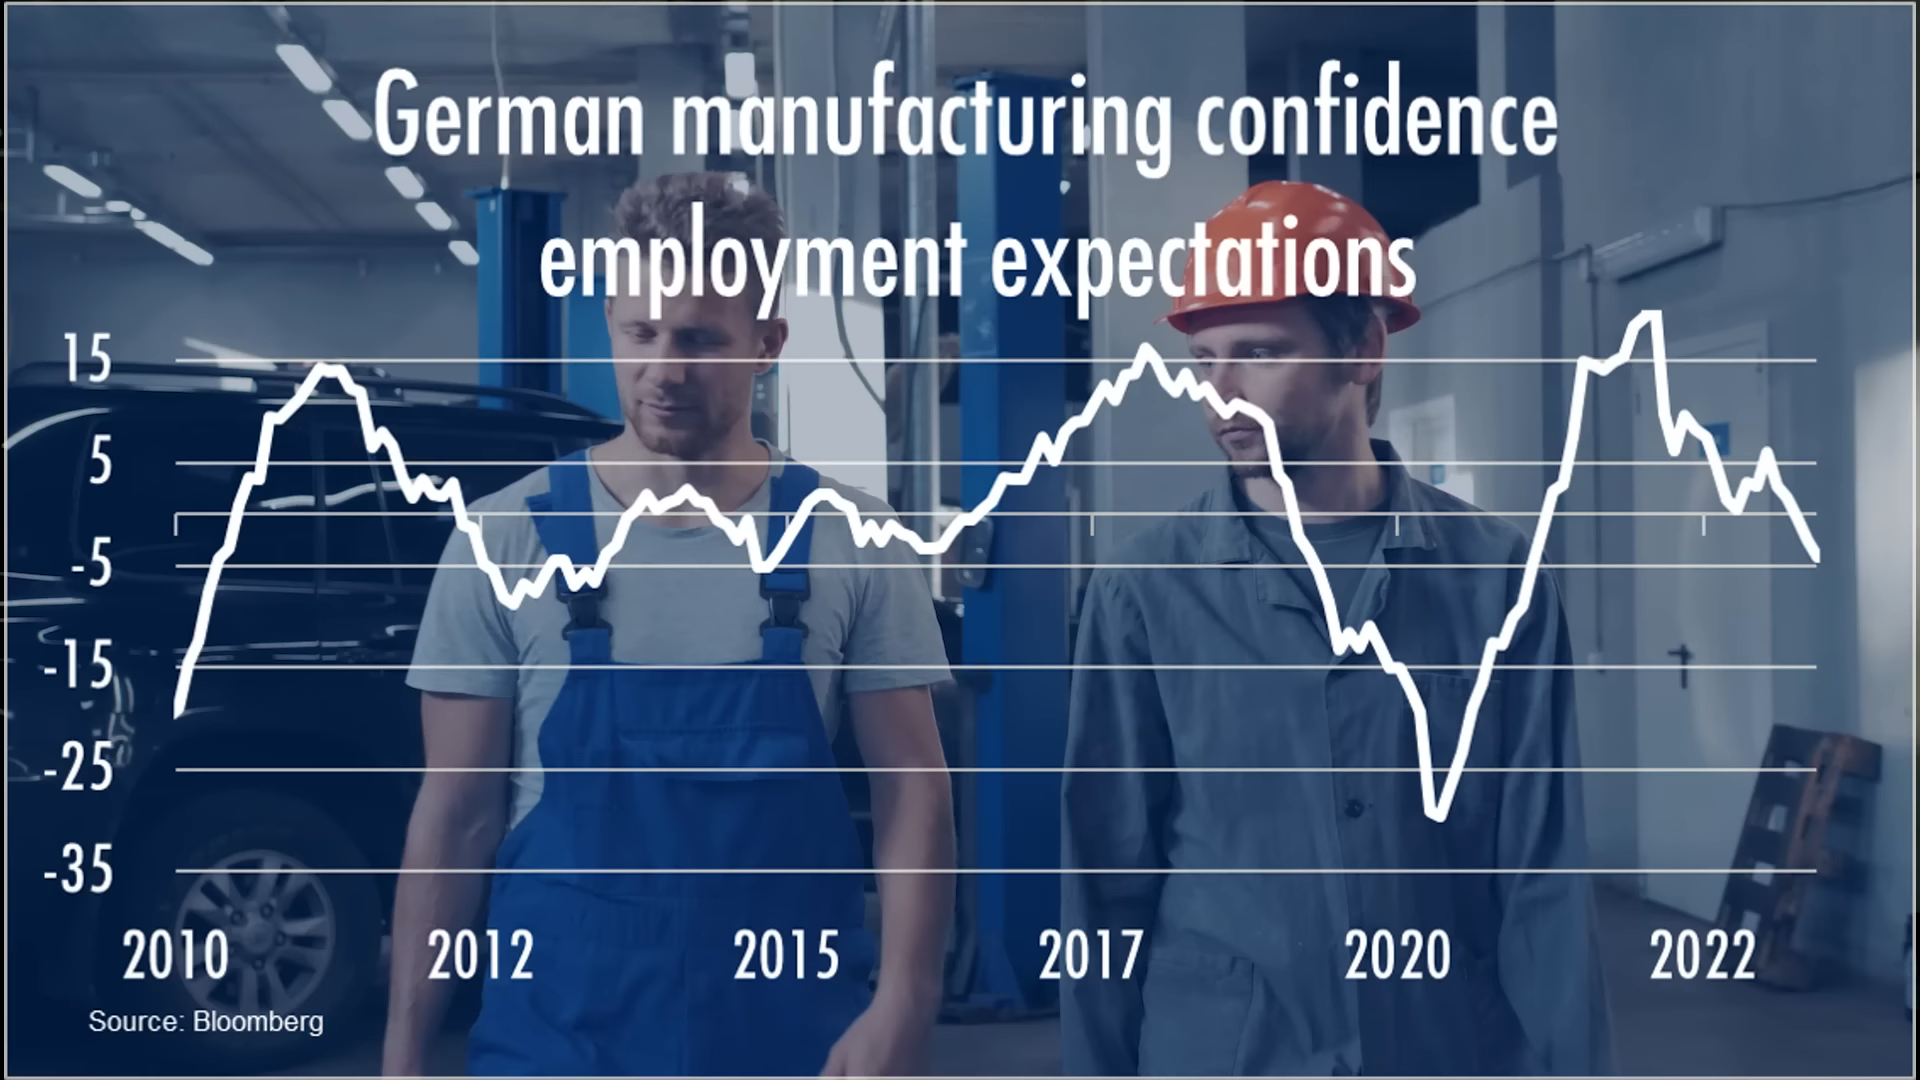 German manufacturing confidence
employment expectations
15
5
-5
-15
-25
-35
2010 2012 2015 2017 2020 2022
Source: Bloomberg